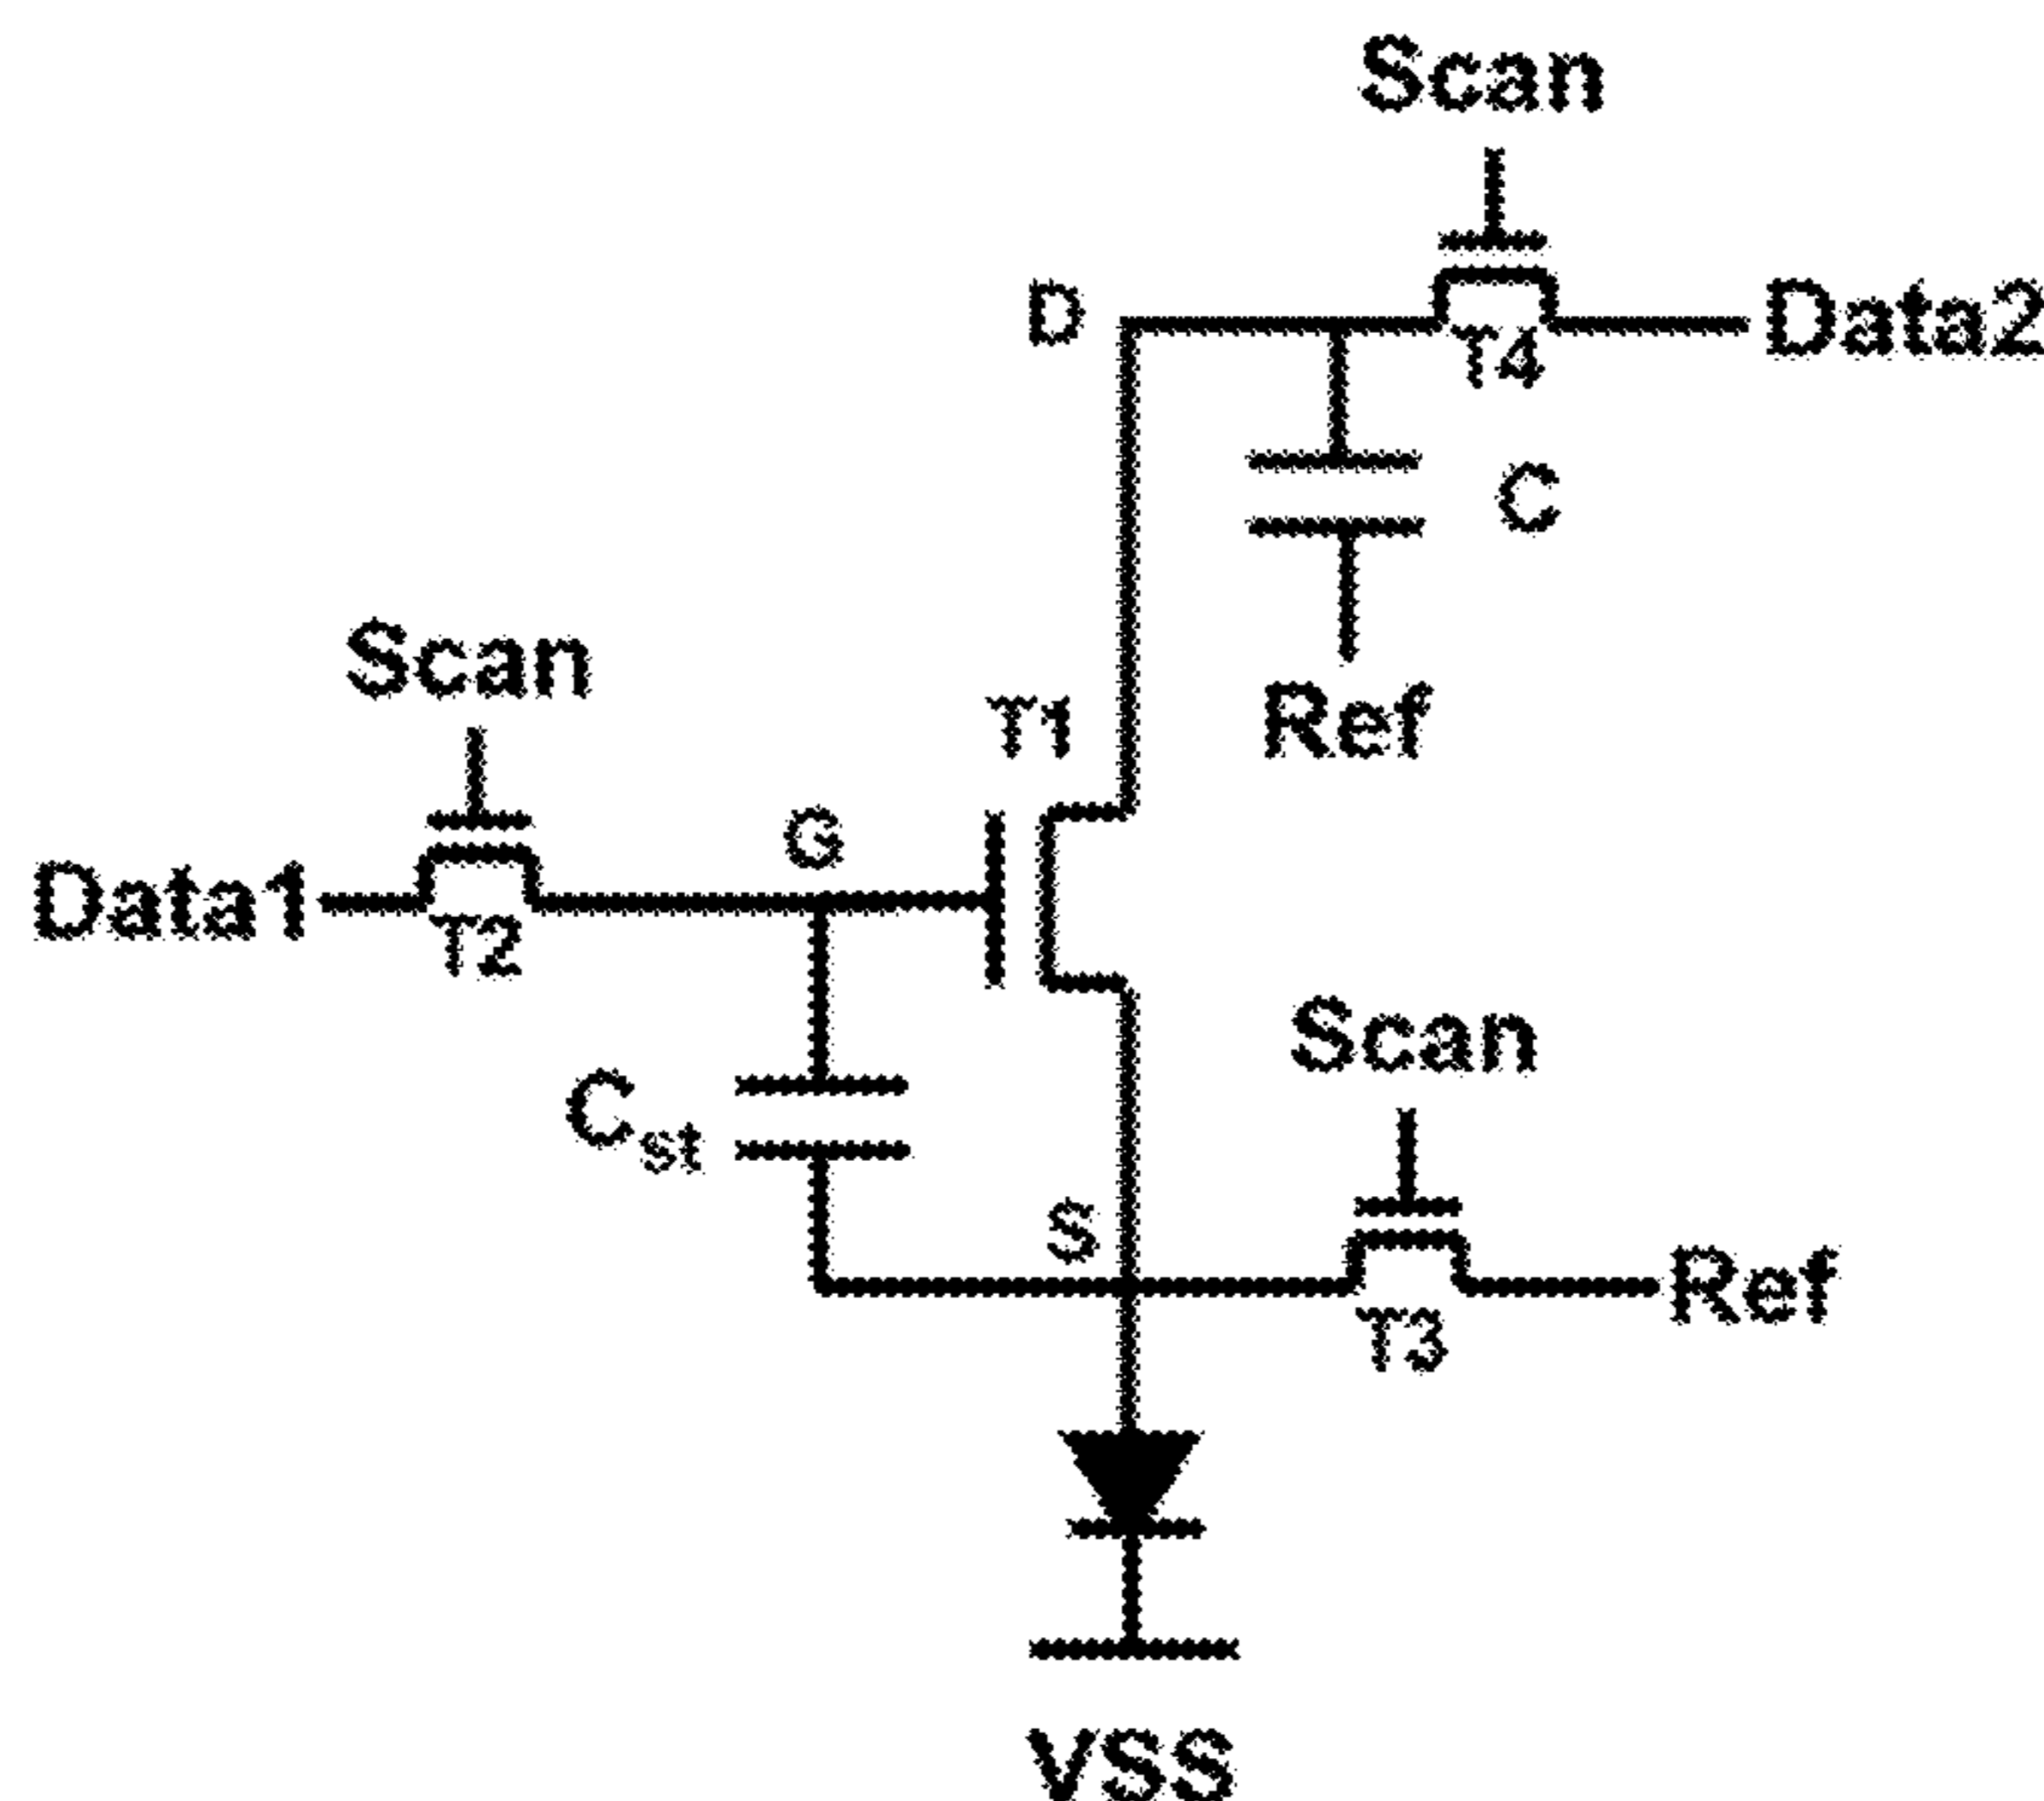 Scan
D
T4
Data2
C
Scan
Ref
T1
G
Data1
T2
Scan
Cst
S
Ref
T3
VSS